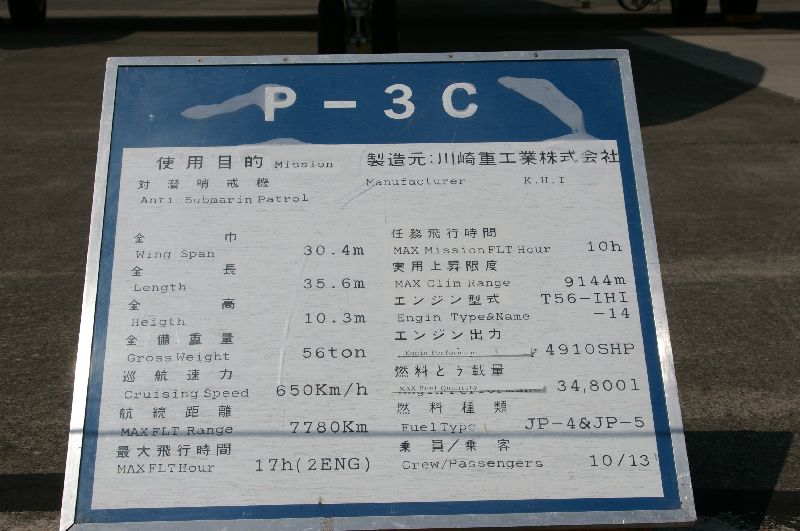 P-3C
使用目的 Mission
対潜哨戒機
Anti Submarin Patrol
製造元:川崎重工業株式会社
Manufacturer K.H.I
全巾
Wing Span 30.4m
全長
Length 35.6m
全高
Heigth 10.3m
全備重量
Gross Weight 56ton
巡航速力
Cruising Speed 650Km/h
航続距離
MAX FLT Range 7780Km
最大飛行時間
MAX FLT Hour 17h(2ENG)
任務飛行時間
MAX Mission FLT Hour 10h
実用上昇限度
MAX Clim Range 9144m
エンジン型式 T56-IHI
Engin Type&Name -14
エンジン出力
Engin Performan 4910SHP
燃料とう載量
MAX Fuel Quantity 34,800l
燃料種類
Fuel Type JP-4&JP-5
乗員/乗客
Crew/Passengers 10/13